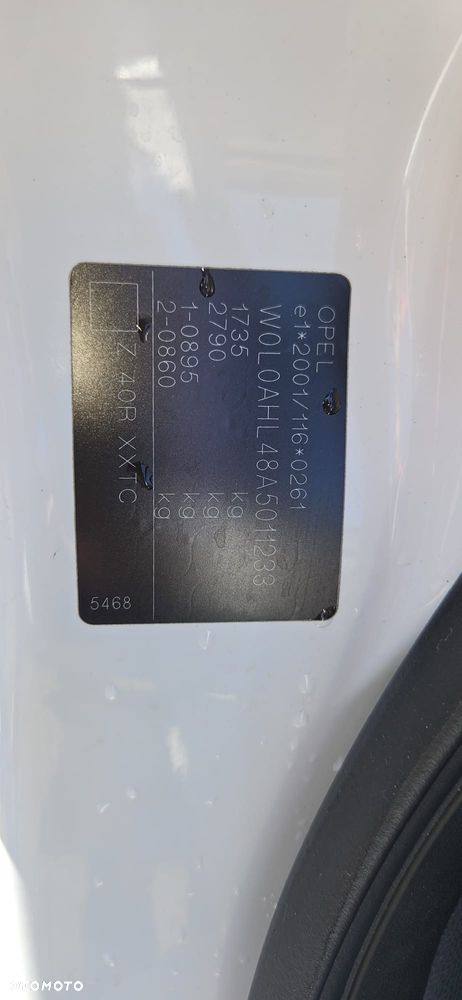 OPEL
e1*2001/116*0261
W0L0AHL48A5011233
1735 kg
2790 kg
1-0895 kg
2-0860 kg
Z 40R XXTC
5468
OTOMOTO